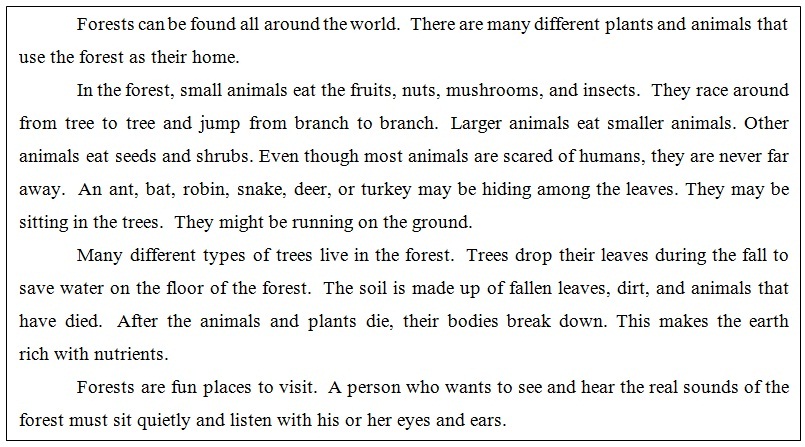 Forests can be found all around the world.  There are many different plants and animals that
use the forest as their home.
In the forest, small animals eat the fruits, nuts, mushrooms, and insects.  They race around
from tree to tree and jump from branch to branch.  Larger animals eat smaller animals. Other
animals eat seeds and shrubs. Even though most animals are scared of humans, they are never far
away.  An ant, bat, robin, snake, deer, or turkey may be hiding among the leaves. They may be
sitting in the trees.  They might be running on the ground.
Many different types of trees live in the forest.  Trees drop their leaves during the fall to
save water on the floor of the forest.  The soil is made up of fallen leaves, dirt, and animals that
have died.  After the animals and plants die, their bodies break down. This makes the earth
rich with nutrients.
Forests are fun places to visit.  A person who wants to see and hear the real sounds of the
forest must sit quietly and listen with his or her eyes and ears.